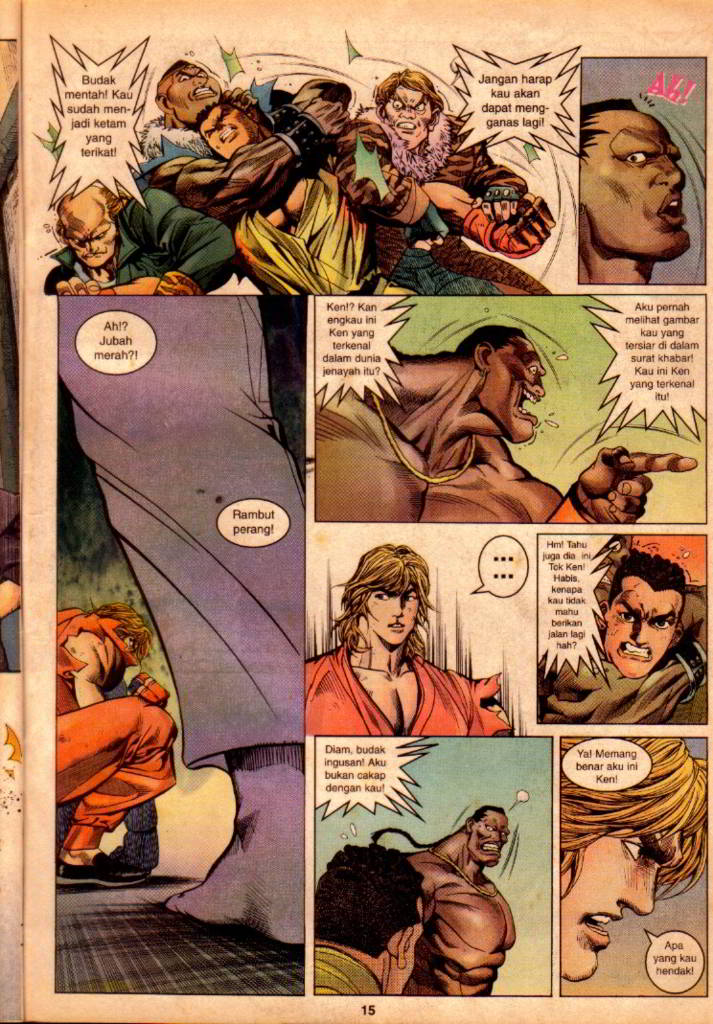 Budak
mentah! Kau
sudah men-
jadi ketam
yang
terikat!
Jangan harap
kau akan
dapat meng-
ganas lagi!
AH!
Ah!?
Jubah
merah?!
Rambut
perang!
Ken!? Kan
engkau ini
Ken yang
terkenal
dalam dunia
jenayah itu?
Aku pernah
melihat gambar
kau yang
tersiar di dalam
surat khabar!
Kau ini Ken
yang terkenal
itu!
...
...
Hm! Tahu
juga dia ini
Tok Ken!
Habis,
kenapa
kau tidak
mahu
berikan
jalan lagi
hah?
Diam, budak
ingusan! Aku
bukan cakap
dengan kau!
Ya! Memang
benar aku ini
Ken!
Apa
yang kau
hendak!
15